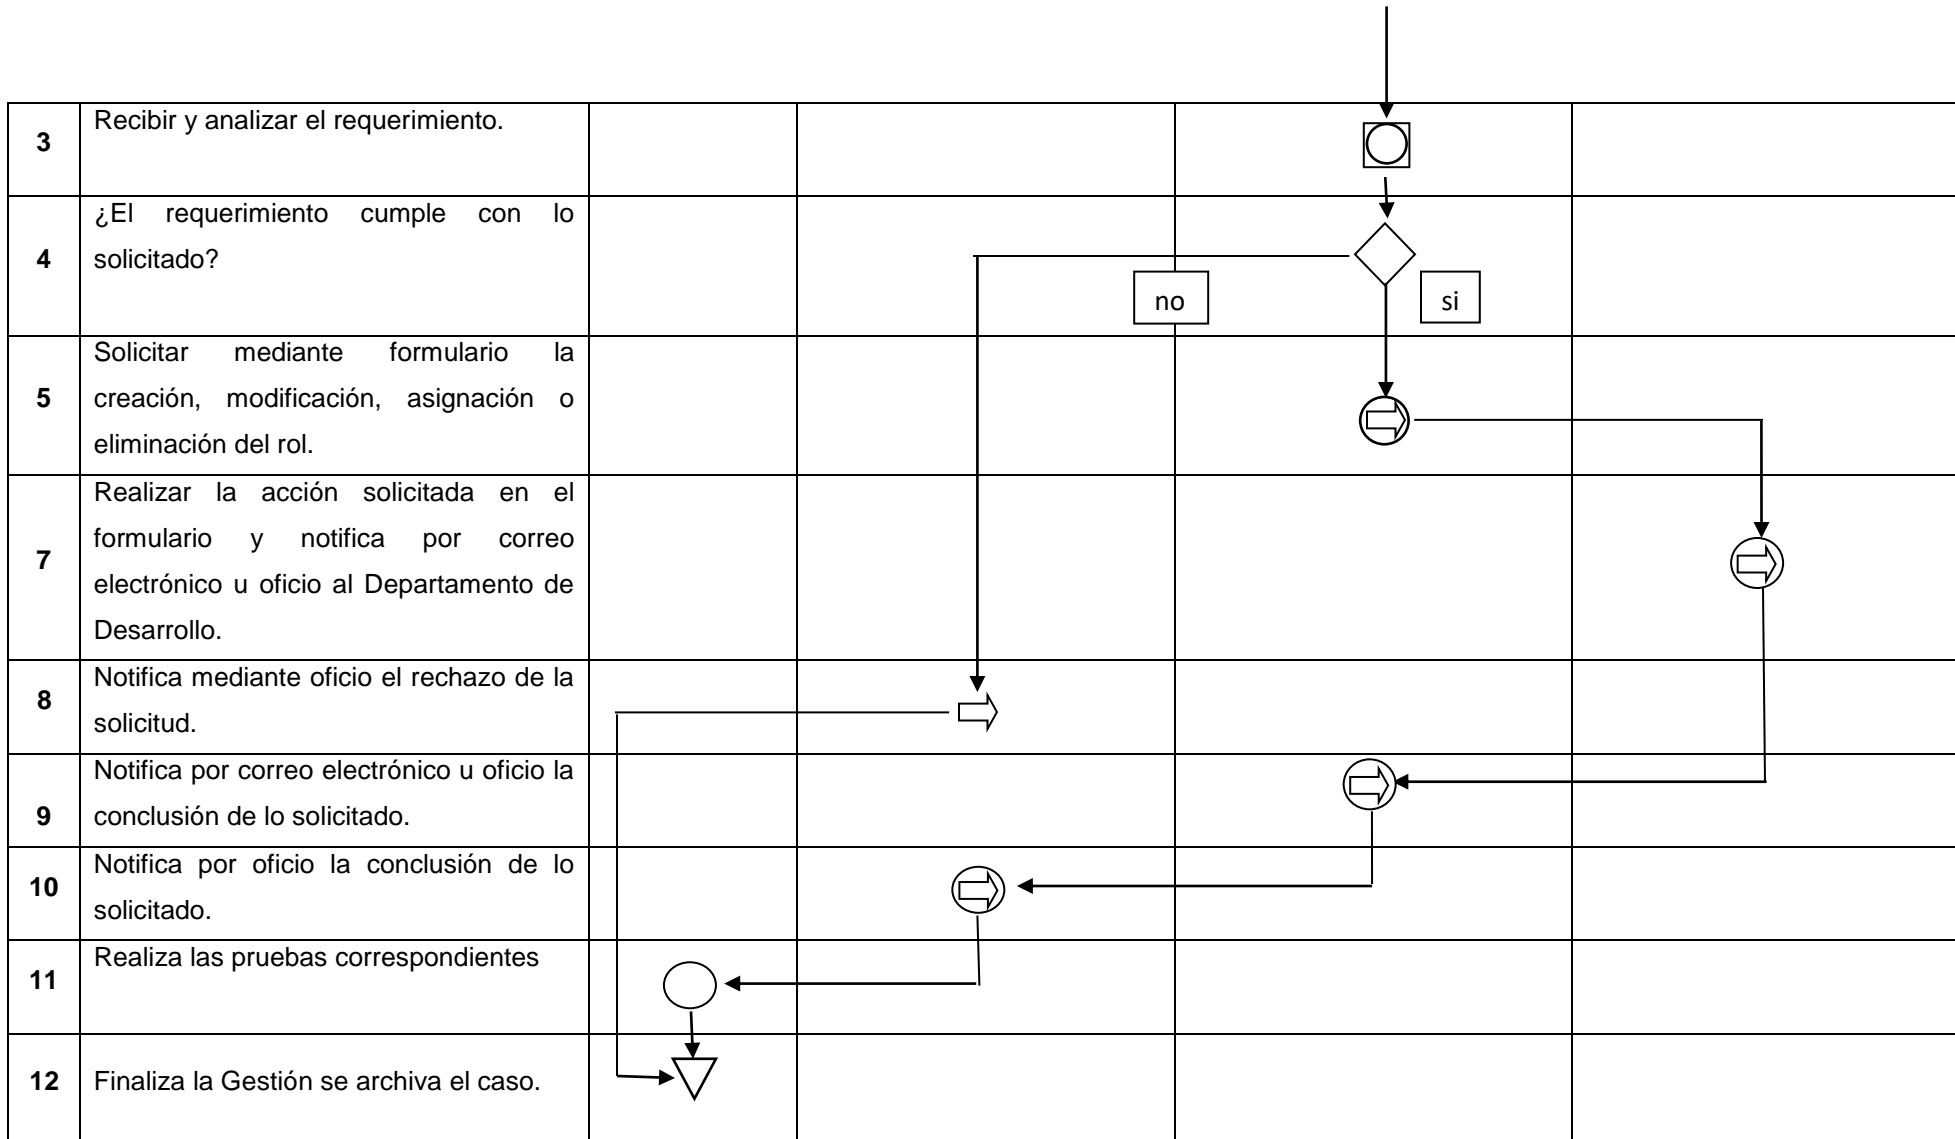 3
Recibir y analizar el requerimiento.
4
¿El requerimiento cumple con lo
solicitado?
no
si
5
Solicitar mediante formulario la
creación, modificación, asignación o
eliminación del rol.
7
Realizar la acción solicitada en el
formulario y notifica por correo
electrónico u oficio al Departamento de
Desarrollo.
8
Notifica mediante oficio el rechazo de la
solicitud.
9
Notifica por correo electrónico u oficio la
conclusión de lo solicitado.
10
Notifica por oficio la conclusión de lo
solicitado.
11
Realiza las pruebas correspondientes
12
Finaliza la Gestión se archiva el caso.